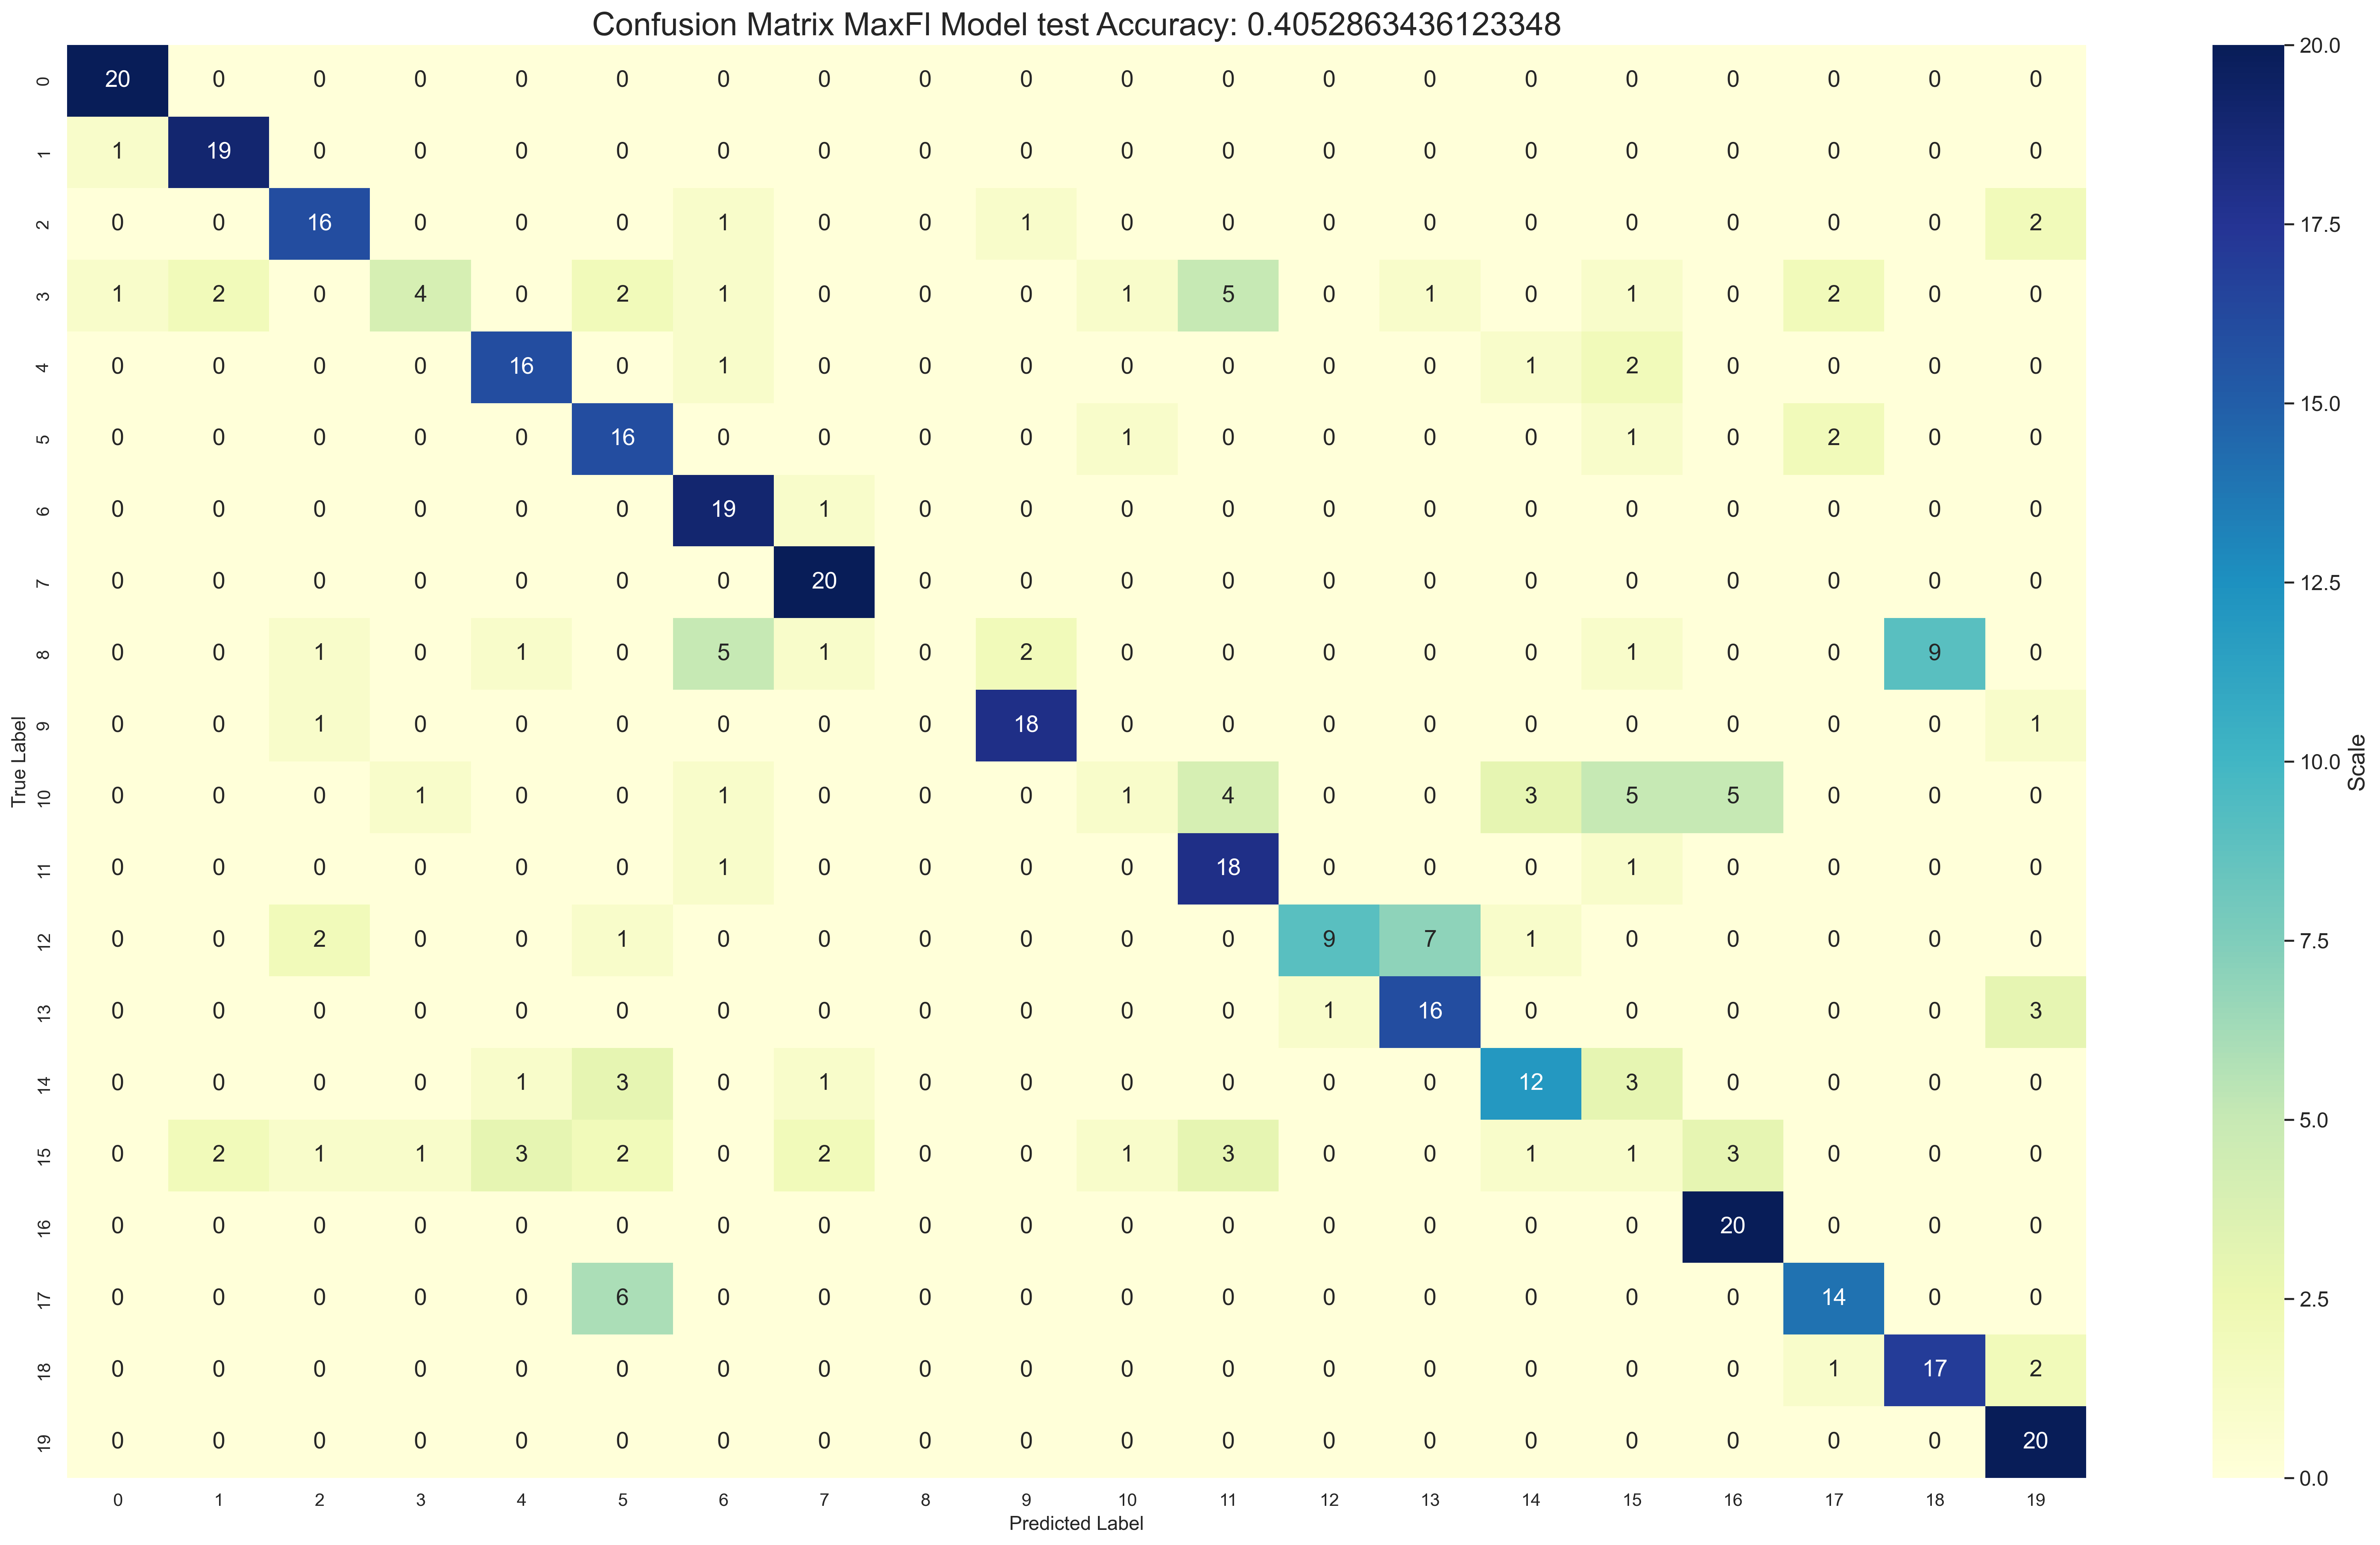 Confusion Matrix MaxFI Model test Accuracy: 0.4052863436123348
0 20 0 0 0 0 0 0 0 0 0 0 0 0 0 0 0 0 0 0 0
1 1 19 0 0 0 0 0 0 0 0 0 0 0 0 0 0 0 0 0 0
2 0 0 16 0 0 0 1 0 0 1 0 0 0 0 0 0 0 0 0 2
3 1 2 0 4 0 2 1 0 0 0 1 5 0 1 0 1 0 2 0 0
4 0 0 0 0 16 0 1 0 0 0 0 0 0 0 1 2 0 0 0 0
5 0 0 0 0 0 16 0 0 0 0 1 0 0 0 0 1 0 2 0 0
6 0 0 0 0 0 0 19 1 0 0 0 0 0 0 0 0 0 0 0 0
7 0 0 0 0 0 0 0 20 0 0 0 0 0 0 0 0 0 0 0 0
8 0 0 1 0 1 0 5 1 0 2 0 0 0 0 0 1 0 0 9 0
9 0 0 1 0 0 0 0 0 0 18 0 0 0 0 0 0 0 0 0 1
10 0 0 0 1 0 0 1 0 0 0 1 4 0 0 3 5 5 0 0 0
11 0 0 0 0 0 0 1 0 0 0 0 18 0 0 0 1 0 0 0 0
12 0 0 2 0 0 1 0 0 0 0 0 0 9 7 1 0 0 0 0 0
13 0 0 0 0 0 0 0 0 0 0 0 0 1 16 0 0 0 0 0 3
14 0 0 0 0 1 3 0 1 0 0 0 0 0 0 12 3 0 0 0 0
15 0 2 1 1 3 2 0 2 0 0 1 3 0 0 1 1 3 0 0 0
16 0 0 0 0 0 0 0 0 0 0 0 0 0 0 0 0 20 0 0 0
17 0 0 0 0 0 6 0 0 0 0 0 0 0 0 0 0 0 14 0 0
18 0 0 0 0 0 0 0 0 0 0 0 0 0 0 0 0 0 1 17 2
19 0 0 0 0 0 0 0 0 0 0 0 0 0 0 0 0 0 0 0 20
0 1 2 3 4 5 6 7 8 9 10 11 12 13 14 15 16 17 18 19
Predicted Label
True Label
20.0
17.5
15.0
12.5
10.0
7.5
5.0
2.5
0.0
Scale